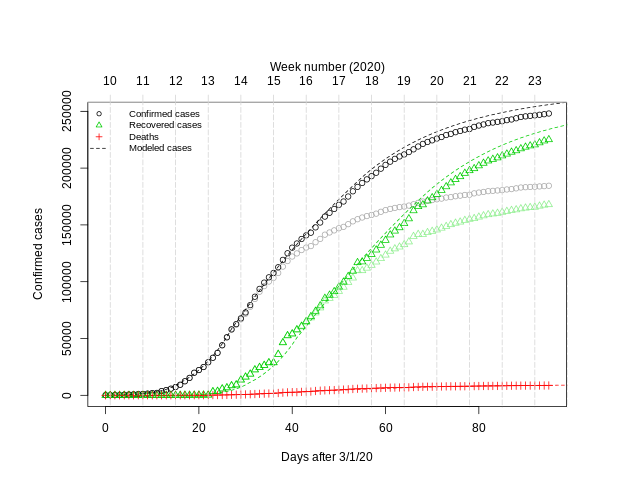 Week number (2020)
10 11 12 13 14 15 16 17 18 19 20 21 22 23
Confirmed cases
Recovered cases
Deaths
Modeled cases
Confirmed cases
250000
200000
150000
100000
50000
0
0 20 40 60 80
Days after 3/1/20